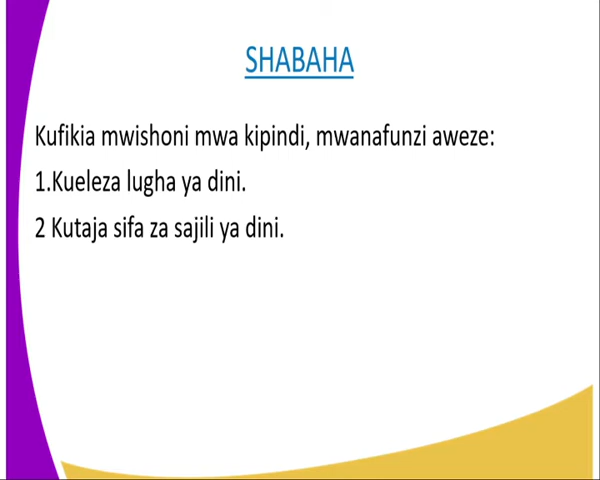 SHABAHA
Kufikia mwishoni mwa kipindi, mwanafunzi aweze:
1.Kueleza lugha ya dini.
2 Kutaja sifa za sajili ya dini.